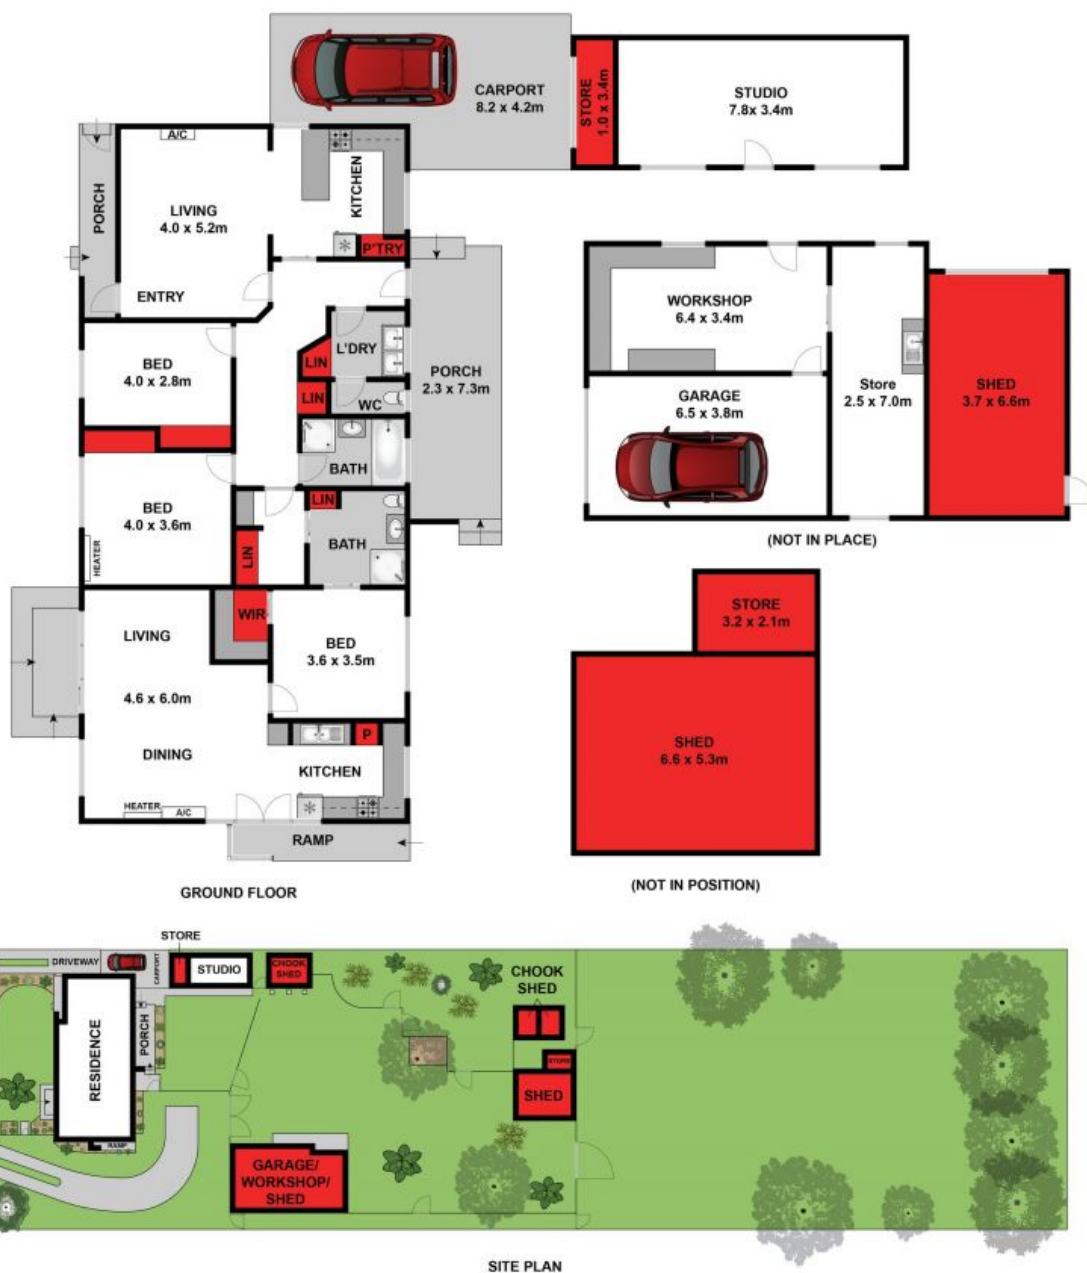 CARPORT
8.2 x 4.2m
STORE
1.0 x 3.4m
STUDIO
7.8x 3.4m
A/C
PORCH
LIVING
4.0 x 5.2m
KITCHEN
P'TRY
ENTRY
BED
4.0 x 2.8m
L'DRY
LIN
LIN
WC
PORCH
2.3 x 7.3m
BATH
BED
4.0 x 3.6m
HEATER
LIN
LIN
BATH
WIR
LIVING
4.6 x 6.0m
DINING
BED
3.6 x 3.5m
P
KITCHEN
HEATER
A/C
RAMP
GROUND FLOOR
WORKSHOP
6.4 x 3.4m
GARAGE
6.5 x 3.8m
Store
2.5 x 7.0m
SHED
3.7 x 6.6m
(NOT IN PLACE)
STORE
3.2 x 2.1m
SHED
6.6 x 5.3m
(NOT IN POSITION)
STORE
DRIVEWAY
CARPORT
STUDIO
CHOOK
SHED
CHOOK
SHED
RESIDENCE
PORCH
STORE
SHED
RAMP
GARAGE/
WORKSHOP/
SHED
SITE PLAN